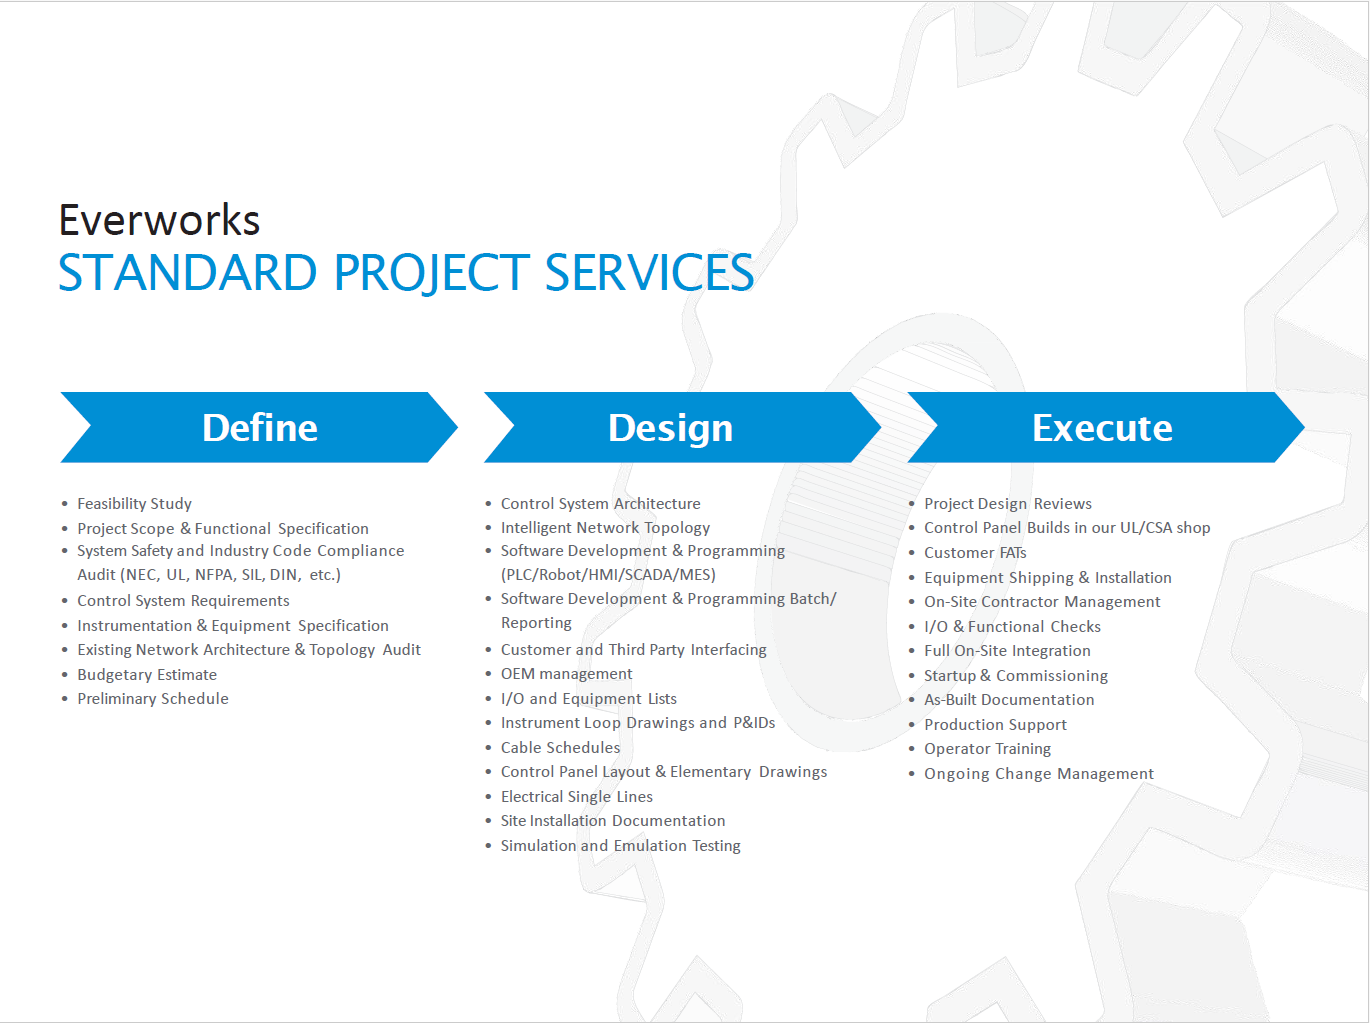 Everworks
STANDARD PROJECT SERVICES
Define
• Feasibility Study
• Project Scope & Functional Specification
• System Safety and Industry Code Compliance
Audit (NEC, UL, NFPA, SIL, DIN, etc.)
• Control System Requirements
• Instrumentation & Equipment Specification
• Existing Network Architecture & Topology Audit
• Budgetary Estimate
• Preliminary Schedule
Design
• Control System Architecture
• Intelligent Network Topology
• Software Development & Programming
(PLC/Robot/HMI/SCADA/MES)
• Software Development & Programming Batch/
Reporting
• Customer and Third Party Interfacing
• OEM management
• I/O and Equipment Lists
• Instrument Loop Drawings and P&IDs
• Cable Schedules
• Control Panel Layout & Elementary Drawings
• Electrical Single Lines
• Site Installation Documentation
• Simulation and Emulation Testing
Execute
• Project Design Reviews
• Control Panel Builds in our UL/CSA shop
• Customer FATs
• Equipment Shipping & Installation
• On-Site Contractor Management
• I/O & Functional Checks
• Full On-Site Integration
• Startup & Commissioning
• As-Built Documentation
• Production Support
• Operator Training
• Ongoing Change Management